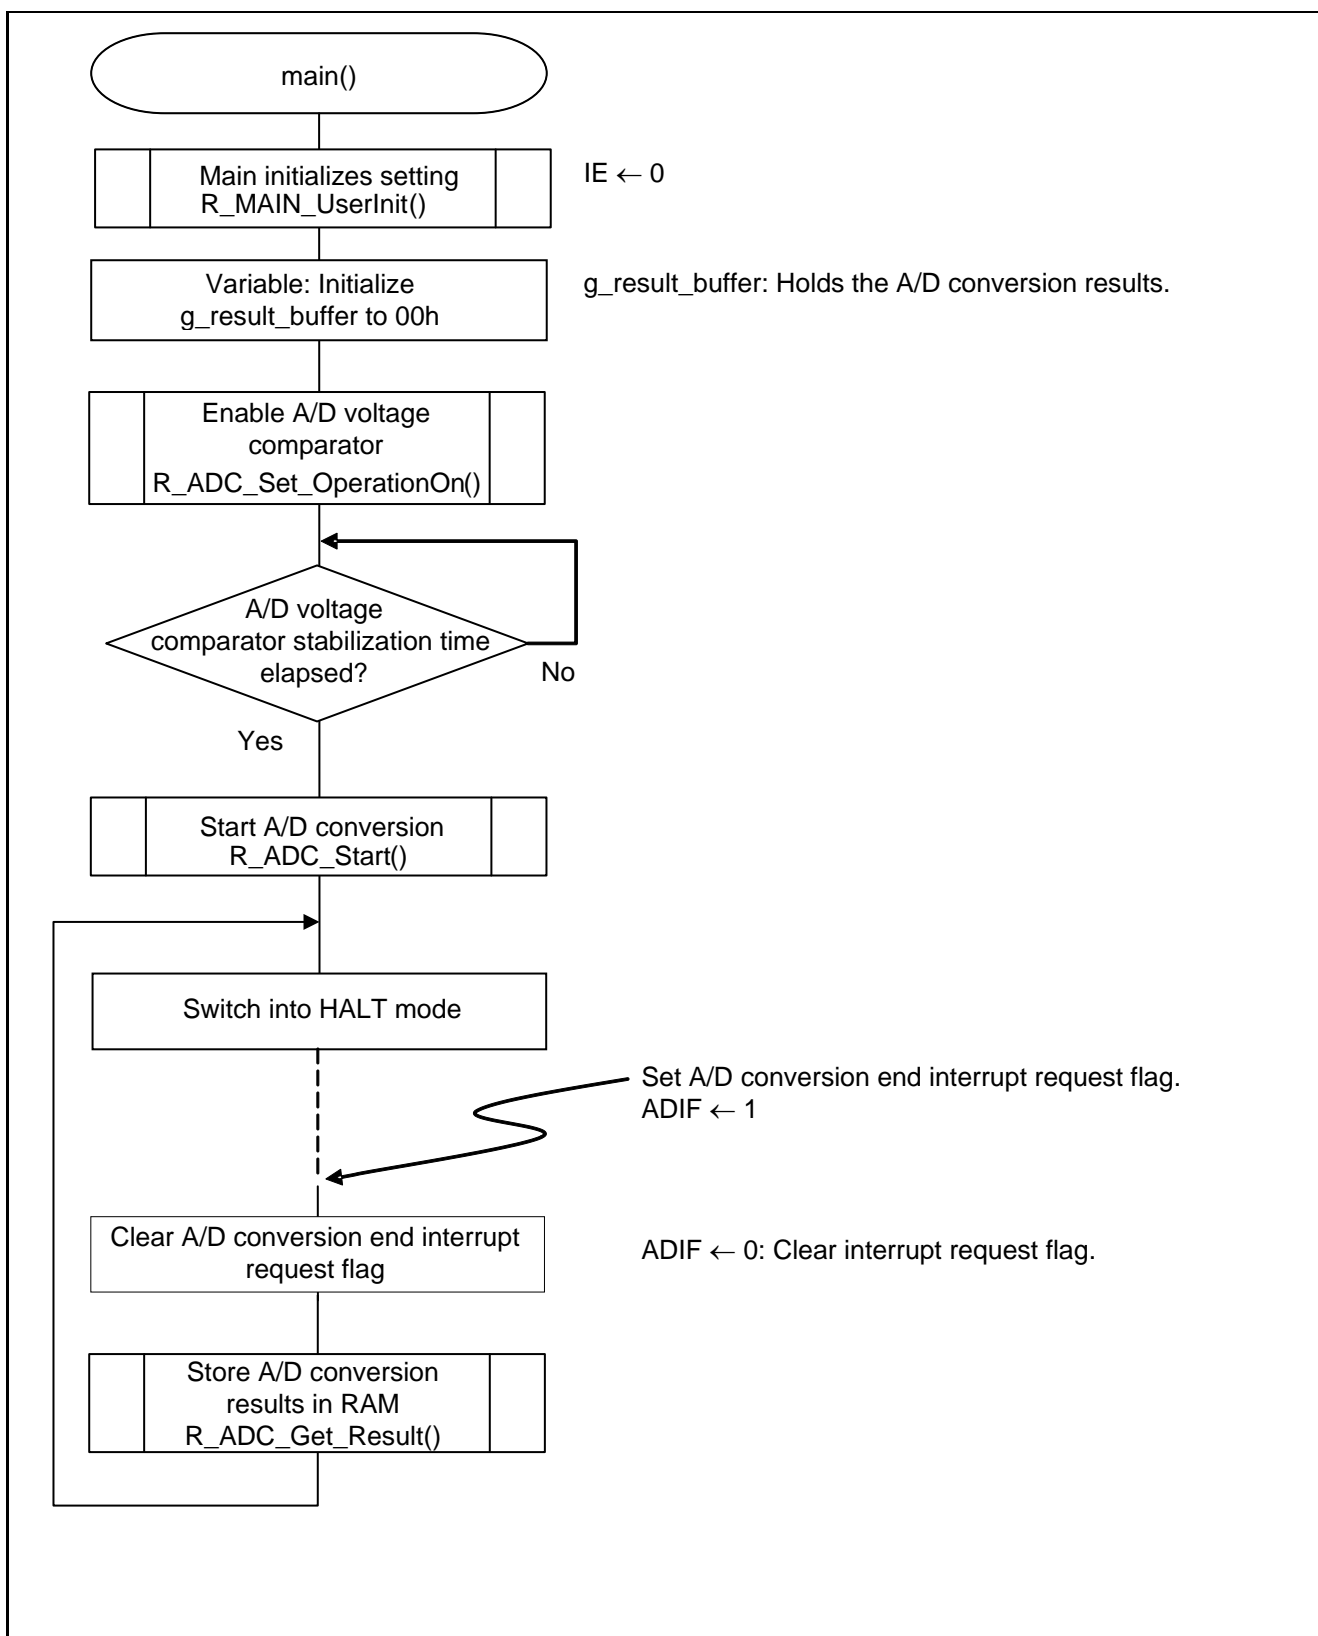 main()
Main initializes setting
R_MAIN_UserInit()
IE ← 0
Variable: Initialize
g_result_buffer to 00h
g_result_buffer: Holds the A/D conversion results.
Enable A/D voltage
comparator
R_ADC_Set_OperationOn()
A/D voltage
comparator stabilization time
elapsed?
No
Yes
Start A/D conversion
R_ADC_Start()
Switch into HALT mode
Set A/D conversion end interrupt request flag.
ADIF ← 1
Clear A/D conversion end interrupt
request flag
ADIF ← 0: Clear interrupt request flag.
Store A/D conversion
results in RAM
R_ADC_Get_Result()